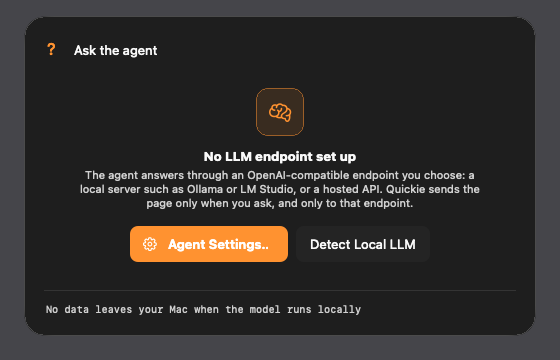 ? Ask the agent
No LLM endpoint set up
The agent answers through an OpenAI-compatible endpoint you choose: a
local server such as Ollama or LM Studio, or a hosted API. Quickie sends the
page only when you ask, and only to that endpoint.
Agent Settings.. Detect Local LLM
No data leaves your Mac when the model runs locally